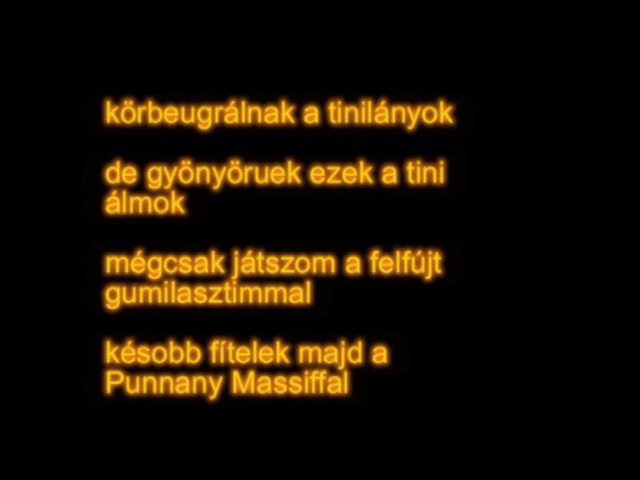 körbeugrálnak a tinilányok
de gyönyöruek ezek a tini
álmok
mégcsak játszom a felfújt
gumilasztimmal
késobb fítelek majd a
Punnany Massiffal